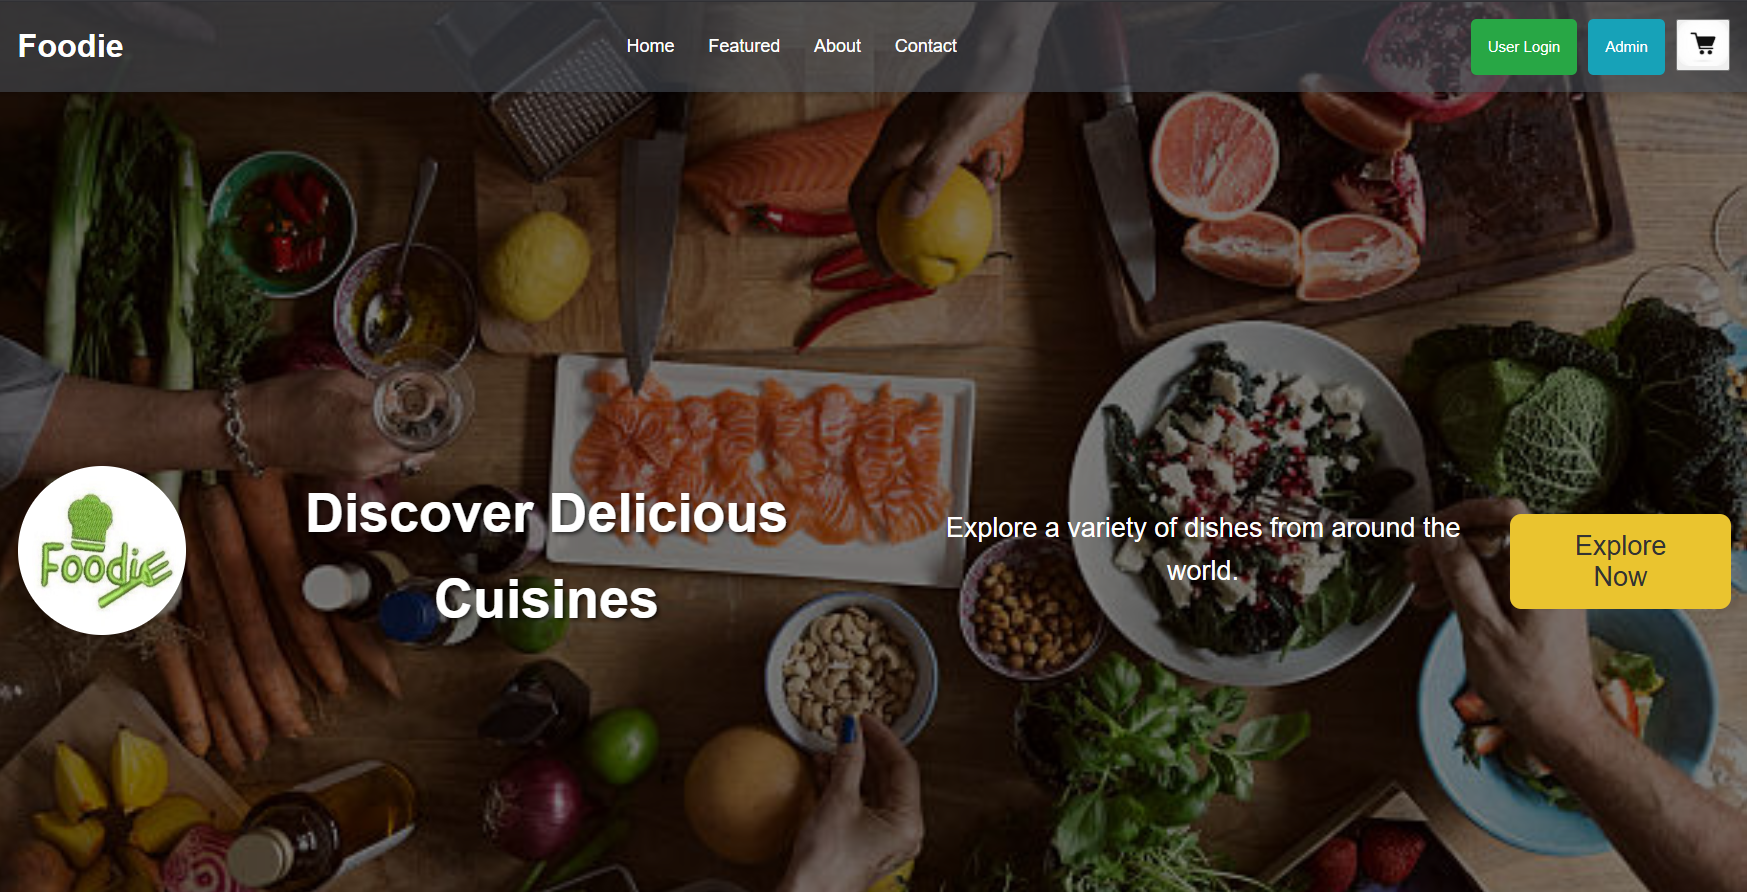 Foodie
Home Featured About Contact
User Login
Admin
Foodie
Discover Delicious
Cuisines
Explore a variety of dishes from around the
world.
Explore
Now